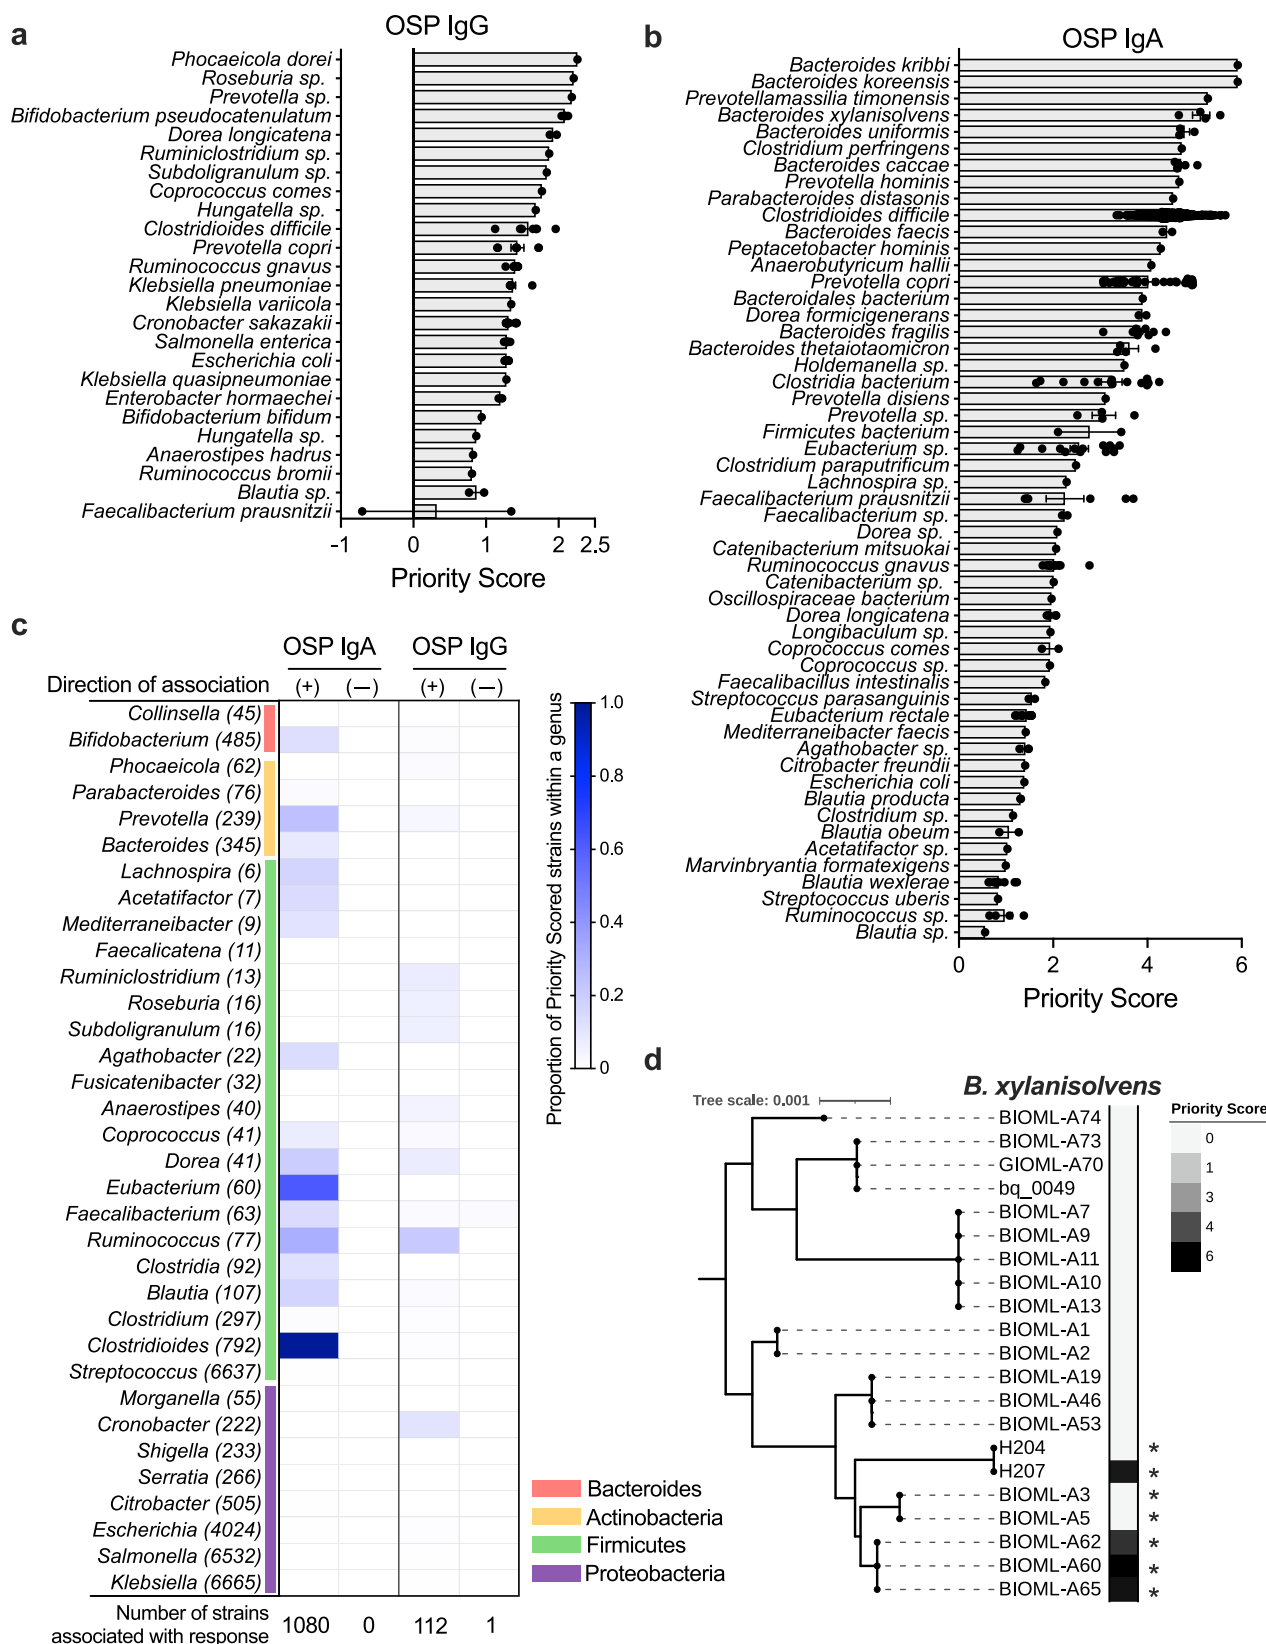 a
OSP IgG
Phocaeicola dorei
Roseburia sp.
Prevotella sp.
Bifidobacterium pseudocatenulatum
Dorea longicatena
Ruminiclostridium sp.
Subdoligranulum sp.
Coprococcus comes
Hungatella sp.
Clostridioides difficile
Prevotella copri
Ruminococcus gnavus
Klebsiella pneumoniae
Klebsiella variicola
Cronobacter sakazakii
Salmonella enterica
Escherichia coli
Klebsiella quasipneumoniae
Enterobacter hormaechei
Bifidobacterium bifidum
Hungatella sp.
Anaerostipes hadrus
Ruminococcus bromii
Blautia sp.
Faecalibacterium prausnitzii
-1 0 1 2 2.5
Priority Score
b
OSP IgA
Bacteroides kribbi
Bacteroides koreensis
Prevotellamassilia timonensis
Bacteroides xylanisolvens
Bacteroides uniformis
Clostridium perfringens
Bacteroides caccae
Prevotella hominis
Parabacteroides distasonis
Clostridioides difficile
Bacteroides faecis
Peptacetobacter hominis
Anaerobutyricum hallii
Prevotella copri
Bacteroidales bacterium
Dorea formicigenerans
Bacteroides fragilis
Bacteroides thetaiotaomicron
Holdemanella sp.
Clostridia bacterium
Prevotella disiens
Prevotella sp.
Firmicutes bacterium
Eubacterium sp.
Clostridium paraputrificum
Lachnospira sp.
Faecalibacterium prausnitzii
Faecalibacterium sp.
Dorea sp.
Catenibacterium mitsuokai
Ruminococcus gnavus
Catenibacterium sp.
Oscillospiraceae bacterium
Dorea longicatena
Longibaculum sp.
Coprococcus comes
Coprococcus sp.
Faecalibacillus intestinalis
Streptococcus parasanguinis
Eubacterium rectale
Mediterraneibacter faecis
Agathobacter sp.
Citrobacter freundii
Escherichia coli
Blautia producta
Clostridium sp.
Blautia obeum
Acetatifactor sp.
Marvinbryantia formatexigens
Blautia wexlerae
Streptococcus uberis
Ruminococcus sp.
Blautia sp.
0 2 4 6
Priority Score
c
OSP IgA OSP IgG
Direction of association (+) (—) (+) (—)
Collinsella (45)
Bifidobacterium (485)
Phocaeicola (62)
Parabacteroides (76)
Prevotella (239)
Bacteroides (345)
Lachnospira (6)
Acetatifactor (7)
Mediterraneibacter (9)
Faecalicatena (11)
Ruminiclostridium (13)
Roseburia (16)
Subdoligranulum (16)
Agathobacter (22)
Fusicatenibacter (32)
Anaerostipes (40)
Coprococcus (41)
Dorea (41)
Eubacterium (60)
Faecalibacterium (63)
Ruminococcus (77)
Clostridia (92)
Blautia (107)
Clostridium (297)
Clostridioides (792)
Streptococcus (6637)
Morganella (55)
Cronobacter (222)
Shigella (233)
Serratia (266)
Citrobacter (505)
Escherichia (4024)
Salmonella (6532)
Klebsiella (6665)
Number of strains
associated with response 1080 0 112 1
Proportion of Priority Scored strains within a genus
1.0
0.8
0.6
0.4
0.2
0
Bacteroides
Actinobacteria
Firmicutes
Proteobacteria
d
B. xylanisolvens
Tree scale: 0.001
BIOML-A74
BIOML-A73
GIOML-A70
bq_0049
BIOML-A7
BIOML-A9
BIOML-A11
BIOML-A10
BIOML-A13
BIOML-A1
BIOML-A2
BIOML-A19
BIOML-A46
BIOML-A53
H204 *
H207 *
BIOML-A3 *
BIOML-A5 *
BIOML-A62 *
BIOML-A60 *
BIOML-A65 *
Priority Score
0
1
3
4
6